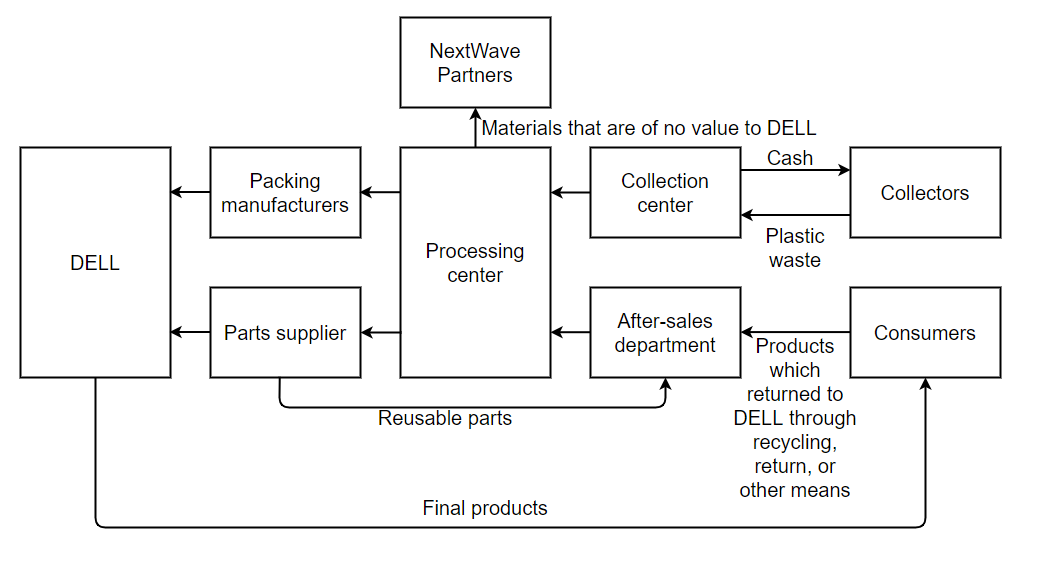 NextWave
Partners
Materials that are of no value to DELL
DELL
Packing
manufacturers
Processing
center
Collection
center
Cash
Collectors
Plastic
waste
Parts supplier
After-sales
department
Consumers
Products
which
returned to
DELL through
recycling,
return, or
other means
Reusable parts
Final products